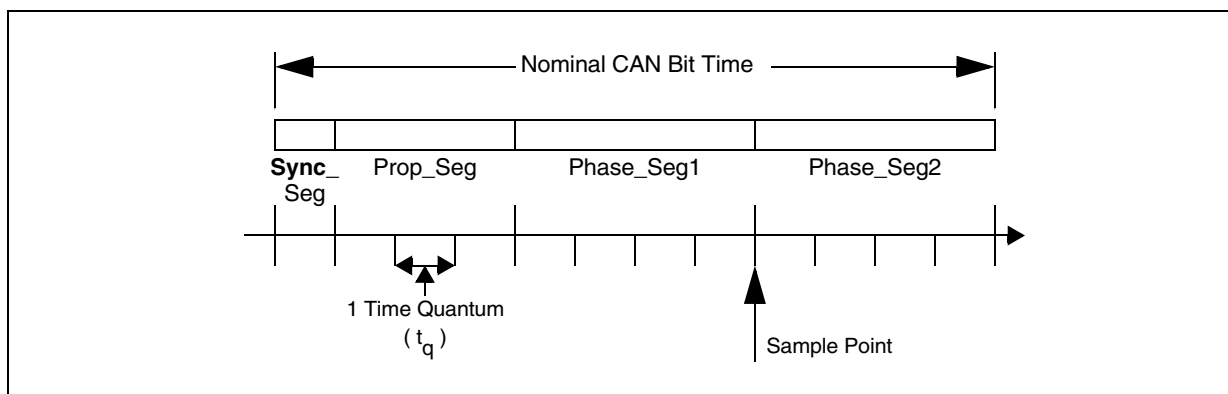 Nominal CAN Bit Time
Sync_ Prop_Seg Phase_Seg1 Phase_Seg2
Seg
1 Time Quantum
( tq )
Sample Point